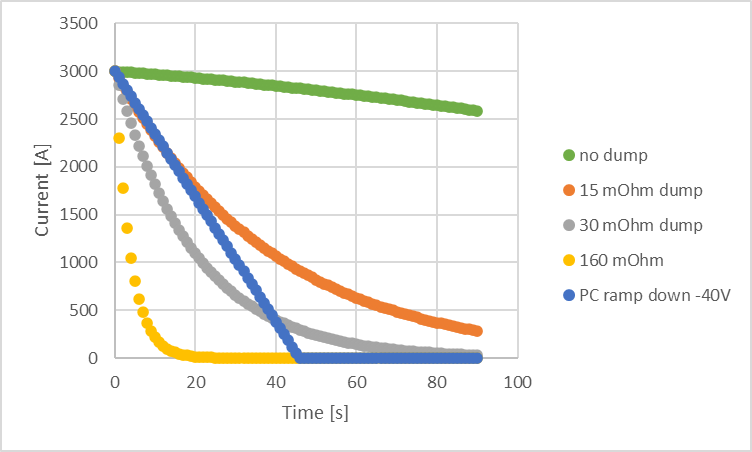 3500
3000
2500
2000
1500
1000
500
0
0 20 40 60 80 100
Current [A]
Time [s]
no dump
15 mOhm dump
30 mOhm dump
160 mOhm
PC ramp down -40V